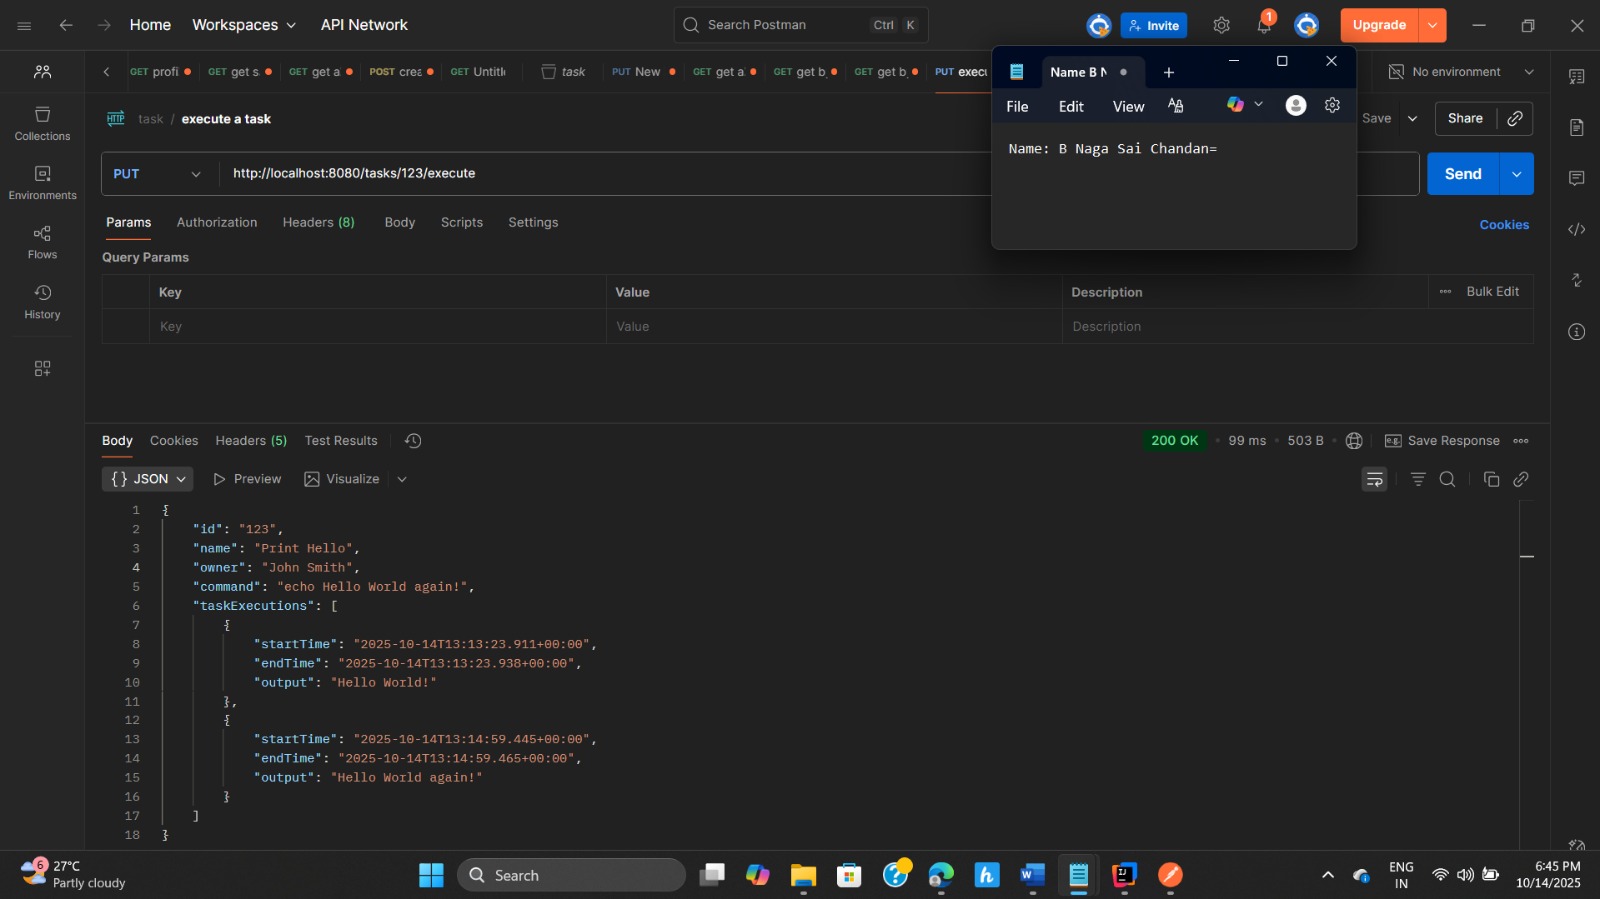 Home Workspaces API Network Search Postman Ctrl K Invite 1 Upgrade
GET profi GET s. GET a POST crea GET Untitle task PUT New GET a. GET b. GET b. PUT execu No environment
Name B N
File Edit View
Name: B Naga Sai Chandan=
HTTP task / execute a task Save Share
PUT http://localhost:8080/tasks/123/execute Send
Collections
Environments
Flows
History
Params Authorization Headers (8) Body Scripts Settings Cookies
Query Params
Key Value Description Bulk Edit
Key Value Description
Body Cookies Headers (5) Test Results 200 OK 99 ms 503 B e.g. Save Response
{} JSON Preview Visualize
1 {
2 "id": "123",
3 "name": "Print Hello",
4 "owner": "John Smith",
5 "command": "echo Hello World again!",
6 "taskExecutions": [
7 {
8 "startTime": "2025-10-14T13:13:23.911+00:00",
9 "endTime": "2025-10-14T13:13:23.938+00:00",
10 "output": "Hello World!"
11 },
12 {
13 "startTime": "2025-10-14T13:14:59.445+00:00",
14 "endTime": "2025-10-14T13:14:59.465+00:00",
15 "output": "Hello World again!"
16 }
17 ]
18 }
6 27°C
Partly cloudy
Search
ENG
IN
6:45 PM
10/14/2025